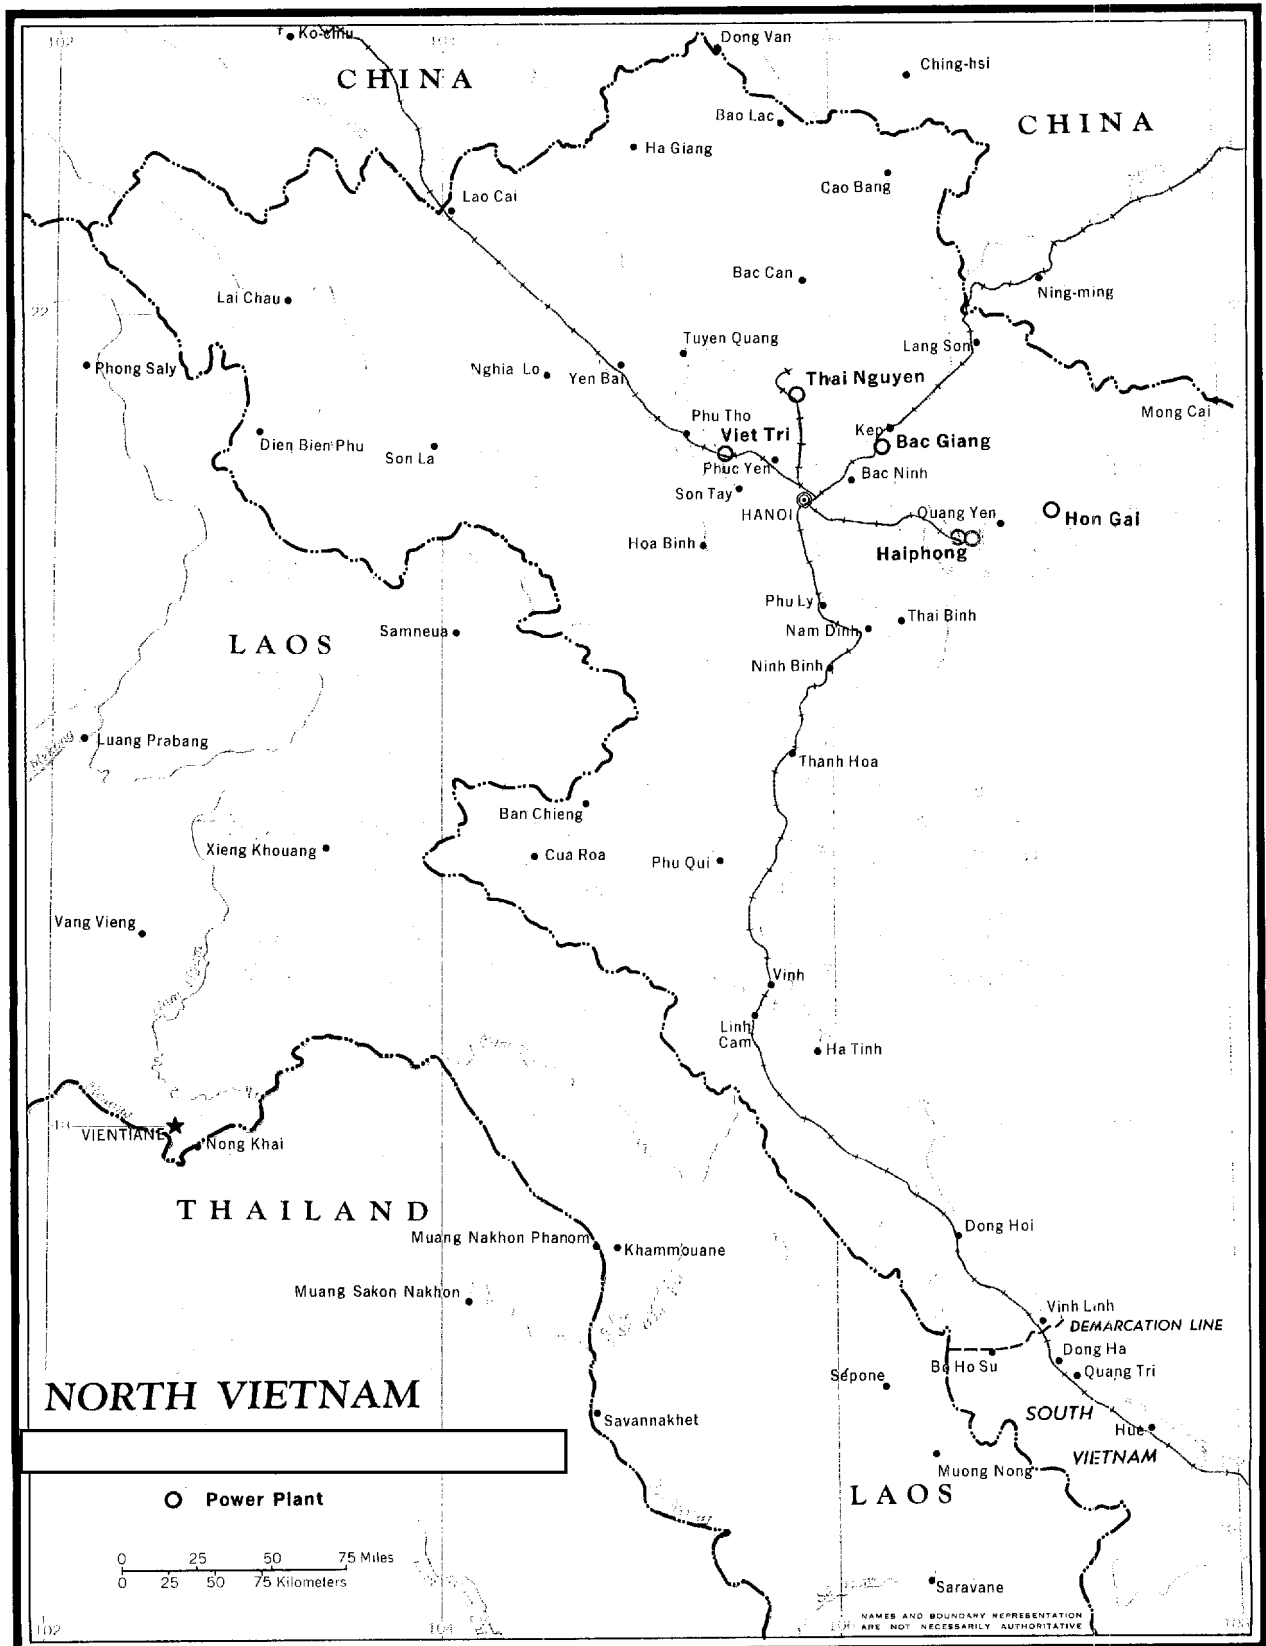 102
Ko-chiu
Dong Van
Ching-hsi
CHINA
Bao Lac
CHINA
Ha Giang
Cao Bang
Lao Cai
Bac Can
Ning-ming
Lai Chau
22
Tuyen Quang
Lang Son
Phong Saly
Nghia Lo
Yen Bai
Thai Nguyen
Mong Cai
Phu Tho
Viet Tri
Kep
Bac Giang
Dien Bien Phu
Son La
Phuc Yen
Bac Ninh
Son Tay
HANOI
Quang Yen
Hon Gai
Hoa Binh
Haiphong
Phu Ly
Thai Binh
Nam Dinh
Samneua
LAOS
Ninh Binh
Luang Prabang
Thanh Hoa
Ban Chieng
Xieng Khouang
Cua Roa
Phu Qui
Vang Vieng
Vinh
Linh
Cam
Ha Tinh
VIENTIANE
Nong Khai
THAILAND
Dong Hoi
Muang Nakhon Phanom
Khammouane
Muang Sakon Nakhon
Vinh Linh
DEMARCATION LINE
Dong Ha
Bo Ho Su
Quang Tri
Sépone
NORTH VIETNAM
SOUTH
Savannakhet
Hue
VIETNAM
Muong Nong
LAOS
Power Plant
0 25 50 75 Miles
0 25 50 75 Kilometers
Saravane
NAMES AND BOUNDARY REPRESENTATION
ARE NOT NECESSARILY AUTHORITATIVE
102
104